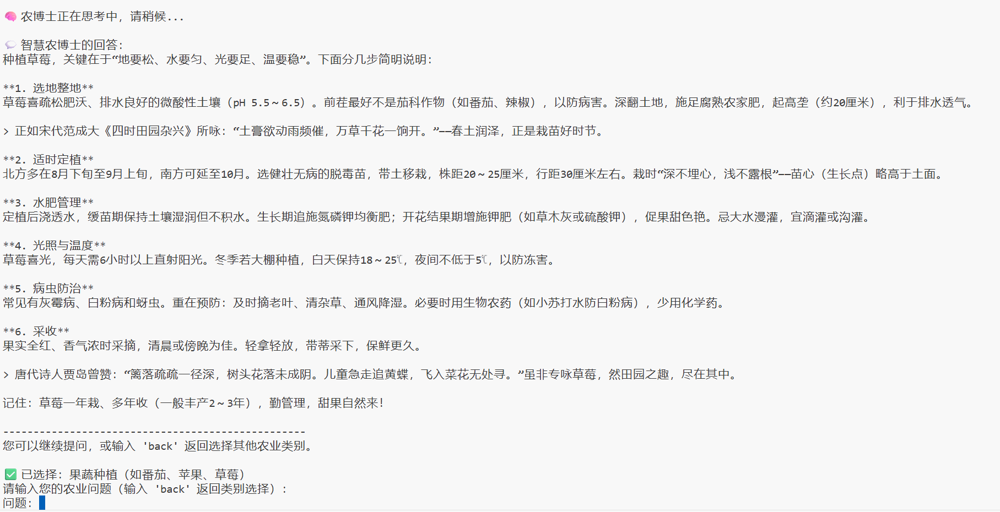 🧠 农博士正在思考中，请稍候...
💬 智慧农博士的回答：
种植草莓，关键在于“地要松、水要匀、光要足、温要稳”。下面分几步简明说明：
**1. 选地整地**
草莓喜疏松肥沃、排水良好的微酸性土壤（pH 5.5～6.5）。前茬最好不是茄科作物（如番茄、辣椒），以防病害。深翻土地，施足腐熟农家肥，起高垄（约20厘米），利于排水透气。
> 正如宋代范成大《四时田园杂兴》所咏：“土膏欲动雨频催，万草千花一饷开。”——春土润泽，正是栽苗好时节。
**2. 适时定植**
北方多在8月下旬至9月上旬，南方可延至10月。选健壮无病的脱毒苗，带土移栽，株距20～25厘米，行距30厘米左右。栽时“深不埋心，浅不露根”——苗心（生长点）略高于土面。
**3. 水肥管理**
定植后浇透水，缓苗期保持土壤湿润但不积水。生长期追施氮磷钾均衡肥；开花结果期增施钾肥（如草木灰或硫酸钾），促果甜色艳。忌大水漫灌，宜滴灌或沟灌。
**4. 光照与温度**
草莓喜光，每天需6小时以上直射阳光。冬季若大棚种植，白天保持18～25℃，夜间不低于5℃，以防冻害。
**5. 病虫防治**
常见有灰霉病、白粉病和蚜虫。重在预防：及时摘老叶、清杂草、通风降湿。必要时用生物农药（如小苏打水防白粉病），少用化学药。
**6. 采收**
果实全红、香气浓时采摘，清晨或傍晚为佳。轻拿轻放，带蒂采下，保鲜更久。
> 唐代诗人贾岛曾赞：“篱落疏疏一径深，树头花落未成阴。儿童急走追黄蝶，飞入菜花无处寻。”虽非专咏草莓，然田园之趣，尽在其中。
记住：草莓一年栽、多年收（一般丰产2～3年），勤管理，甜果自然来！
--------------------------------------------------
您可以继续提问，或输入 'back' 返回选择其他农业类别。
✅ 已选择：果蔬种植（如番茄、苹果、草莓）
请输入您的农业问题（输入 'back' 返回类别选择）：
问题：